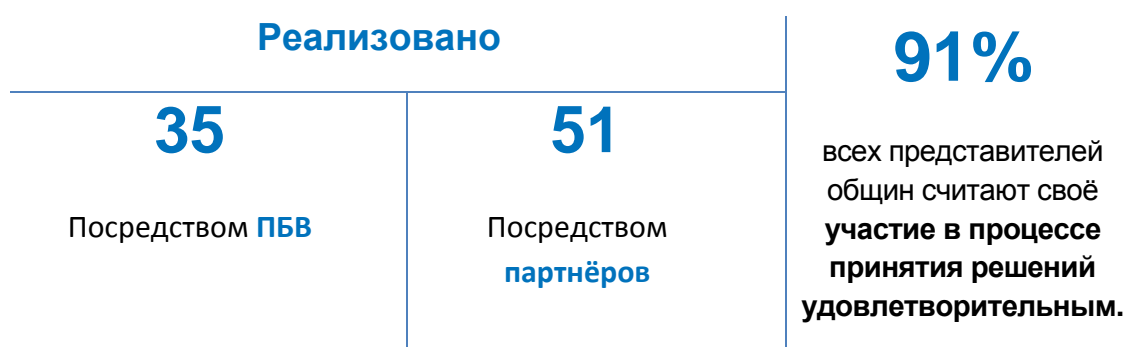 Реализовано
35
Посредством ПБВ
51
Посредством
партнёров
91%
всех представителей
общин считают своё
участие в процессе
принятия решений
удовлетворительным.